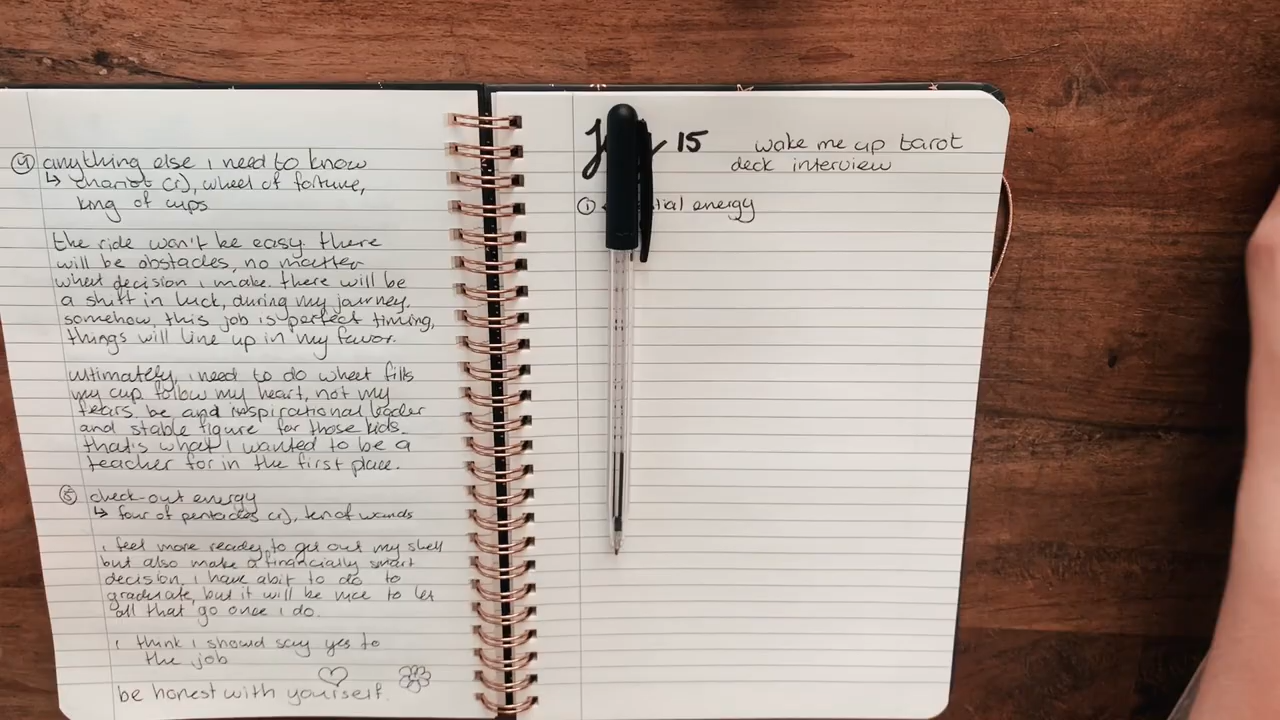 ④ anything else i need to know
↳ chariot (r), wheel of fortune,
king of cups
the ride won't be easy. there
will be obstacles, no matter
what decision i make. there will be
a shift in luck, during my journey.
somehow, this job is perfect timing,
things will line up in my favor.
ultimately, i need to do what fills
my cup. follow my heart, not my
fears. be and inspirational leader
and stable figure for those kids.
that's what i wanted to be a
teacher for in the first place.
⑤ check-out energy
↳ four of pentacles (r), ten of wands
i feel more ready to get out my shell
but also make a financially smart
decision. i have abit to do to
graduate, but it will be nice to let
all that go once i do.
i think i should say yes to
the job
be honest with yourself.
15 wake me up tarot
deck interview
① energy